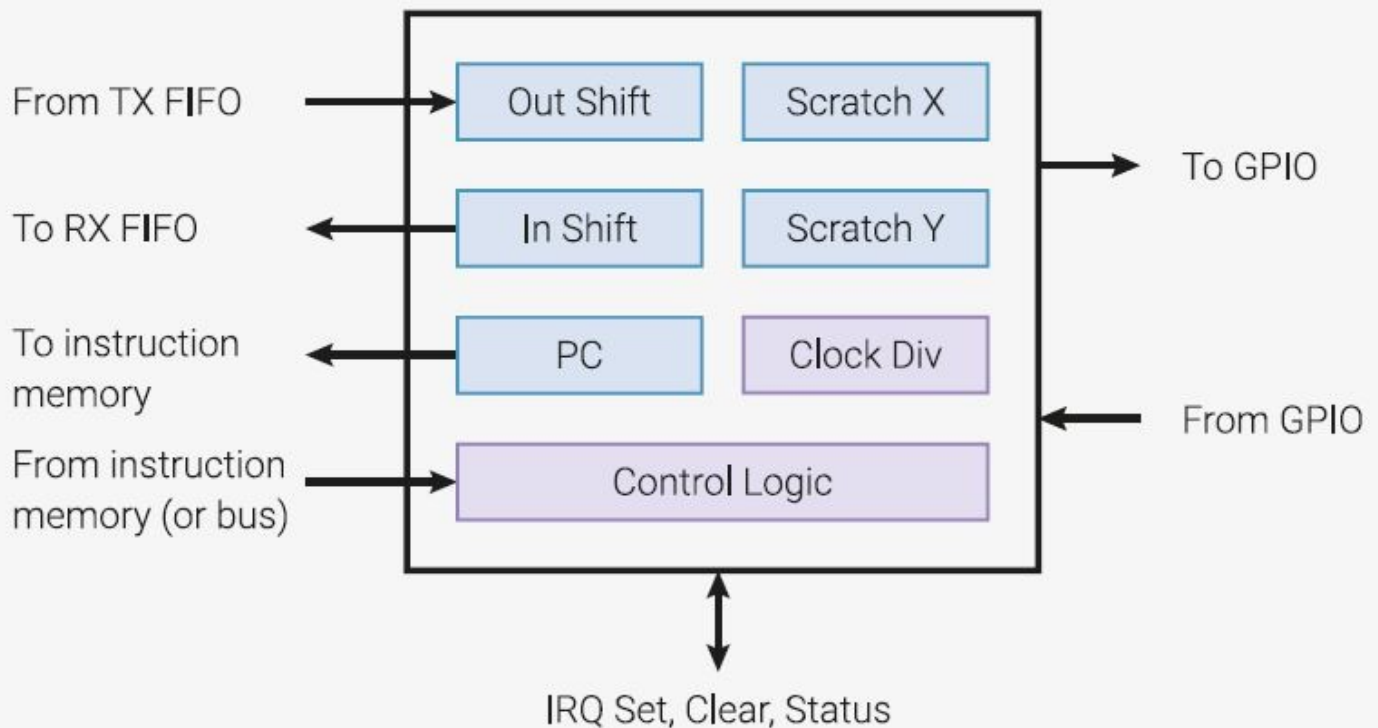 From TX FIFO
Out Shift
Scratch X
To GPIO
To RX FIFO
In Shift
Scratch Y
To instruction
memory
PC
Clock Div
From GPIO
From instruction
memory (or bus)
Control Logic
IRQ Set, Clear, Status